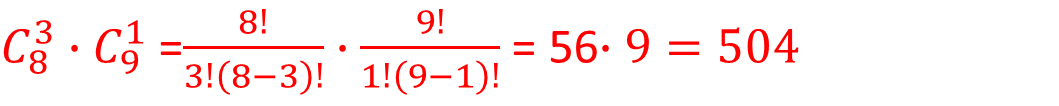 C₈³ · C₉¹ = 8!/3!(8−3)! · 9!/1!(9−1)! = 56· 9 = 504